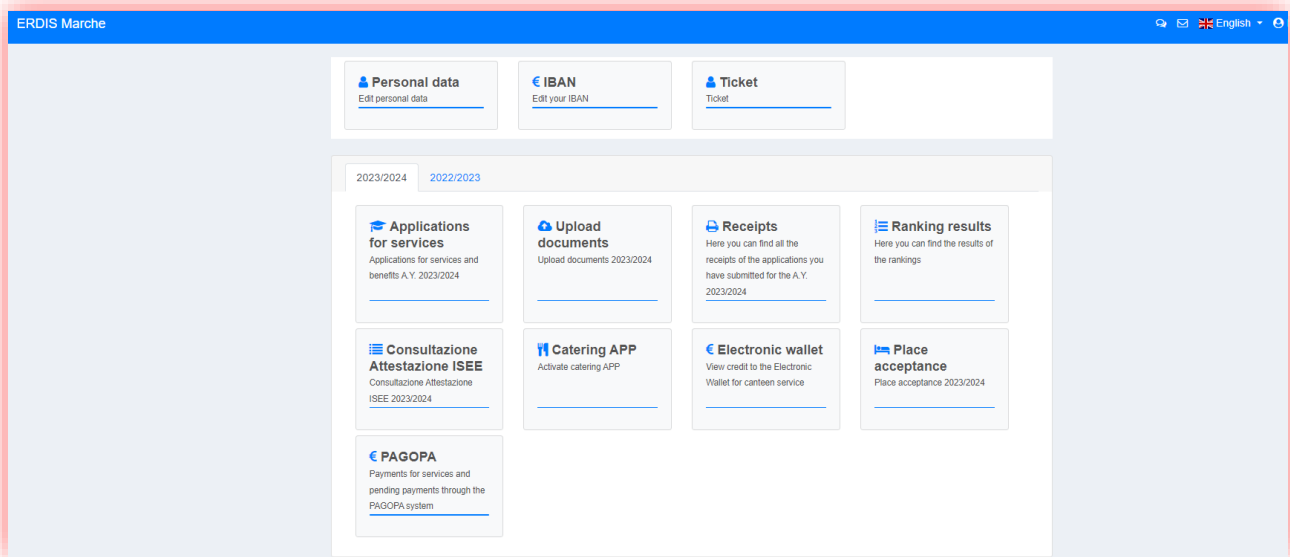 ERDIS Marche
English
Personal data
Edit personal data
€ IBAN
Edit your IBAN
Ticket
Ticket
2023/2024
2022/2023
Applications
for services
Applications for services and
benefits A.Y. 2023/2024
Upload
documents
Upload documents 2023/2024
Receipts
Here you can find all the
receipts of the applications you
have submitted for the A.Y.
2023/2024
Ranking results
Here you can find the results of
the rankings
Consultazione
Attestazione ISEE
Consultazione Attestazione
ISEE 2023/2024
Catering APP
Activate catering APP
€ Electronic wallet
View credit to the Electronic
Wallet for canteen service
Place
acceptance
Place acceptance 2023/2024
€ PAGOPA
Payments for services and
pending payments through the
PAGOPA system